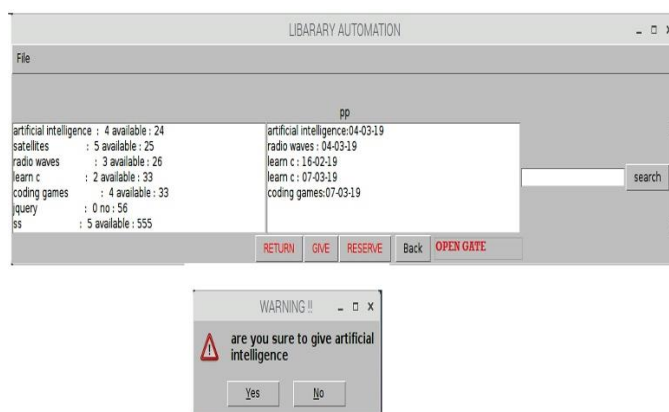 LIBARARY AUTOMATION
File
pp
artificial intelligence : 4 available : 24
satellites : 5 available : 25
radio waves : 3 available : 26
learn c : 2 available : 33
coding games : 4 available : 33
jquery : 0 no : 56
ss : 5 available : 555
artificial intelligence:04-03-19
radio waves : 04-03-19
learn c : 16-02-19
learn c : 07-03-19
coding games:07-03-19
search
RETURN GIVE RESERVE Back OPEN GATE
WARNING !!
are you sure to give artificial
intelligence
Yes No